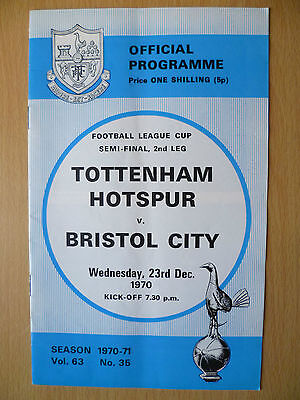 OFFICIAL
PROGRAMME
Price ONE SHILLING (5p)
FOOTBALL LEAGUE CUP
SEMI-FINAL, 2nd LEG
TOTTENHAM
HOTSPUR
v.
BRISTOL CITY
Wednesday, 23rd Dec.
1970
KICK-OFF 7.30 p.m.
SEASON 1970-71
Vol. 63 No. 35